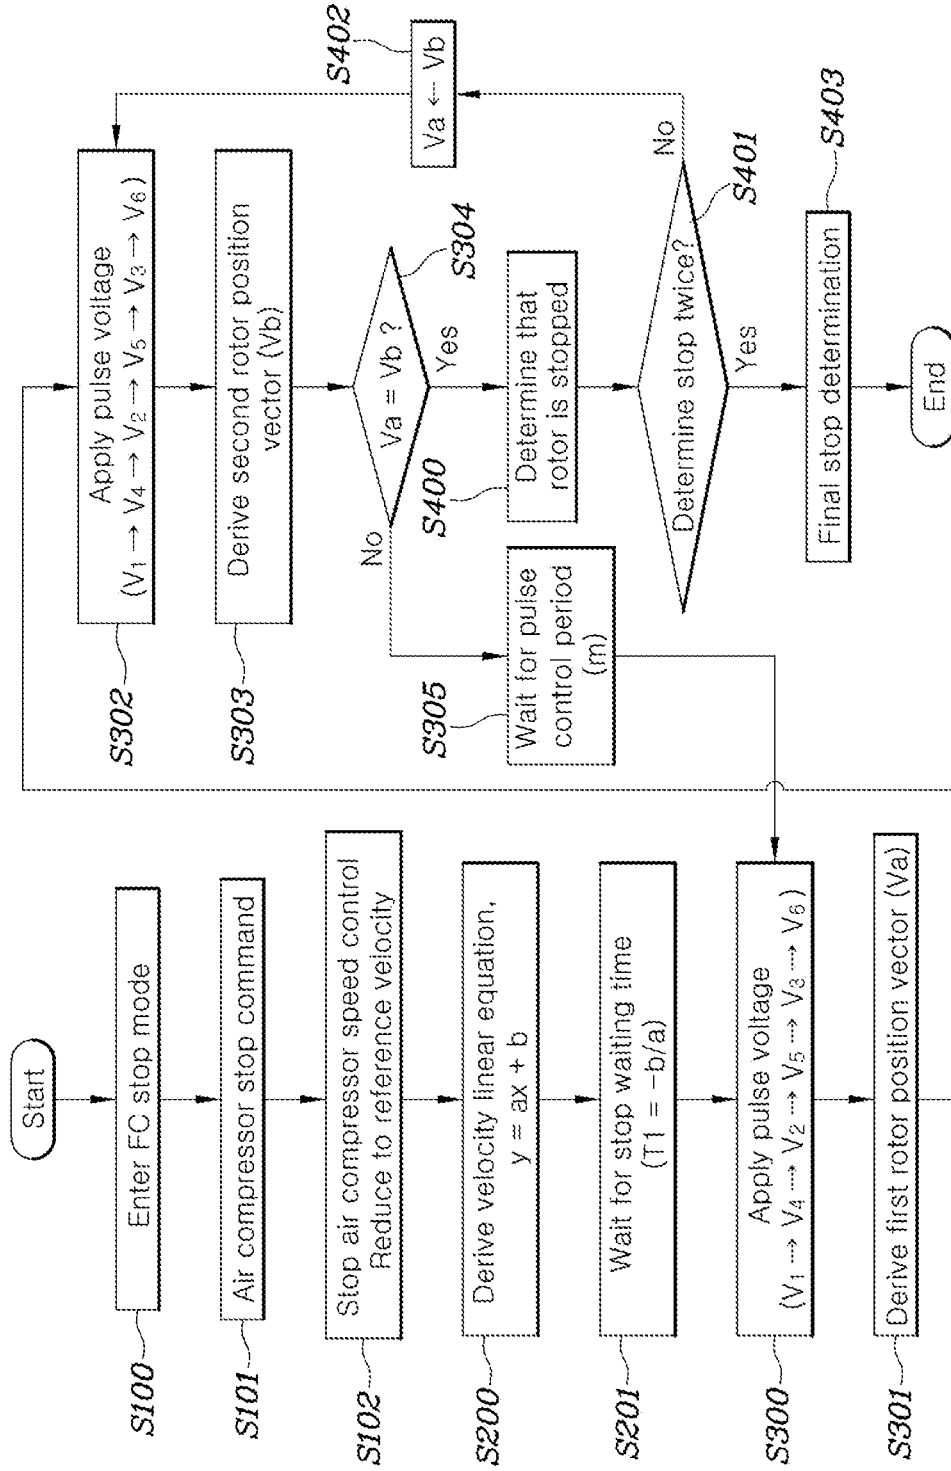 Start
Enter FC stop mode
S100
Air compressor stop command
S101
Stop air compressor speed control
Reduce to reference velocity
S102
Derive velocity linear equation,
y = ax + b
S200
Wait for stop waiting time
(T1 = -b/a)
S201
Apply pulse voltage
(V₁ → V₄ → V₂ → V₅ → V₃ → V₆)
S300
Derive first rotor position vector (Va)
S301
Apply pulse voltage
(V₁ → V₄ → V₂ → V₅ → V₃ → V₆)
S302
Derive second rotor position
vector (Vb)
S303
Va = Vb ?
S304
No
Yes
Wait for pulse
control period
(m)
S305
Determine that
rotor is stopped
S400
Determine stop twice?
S401
No
Yes
Va ← Vb
S402
Final stop determination
S403
End